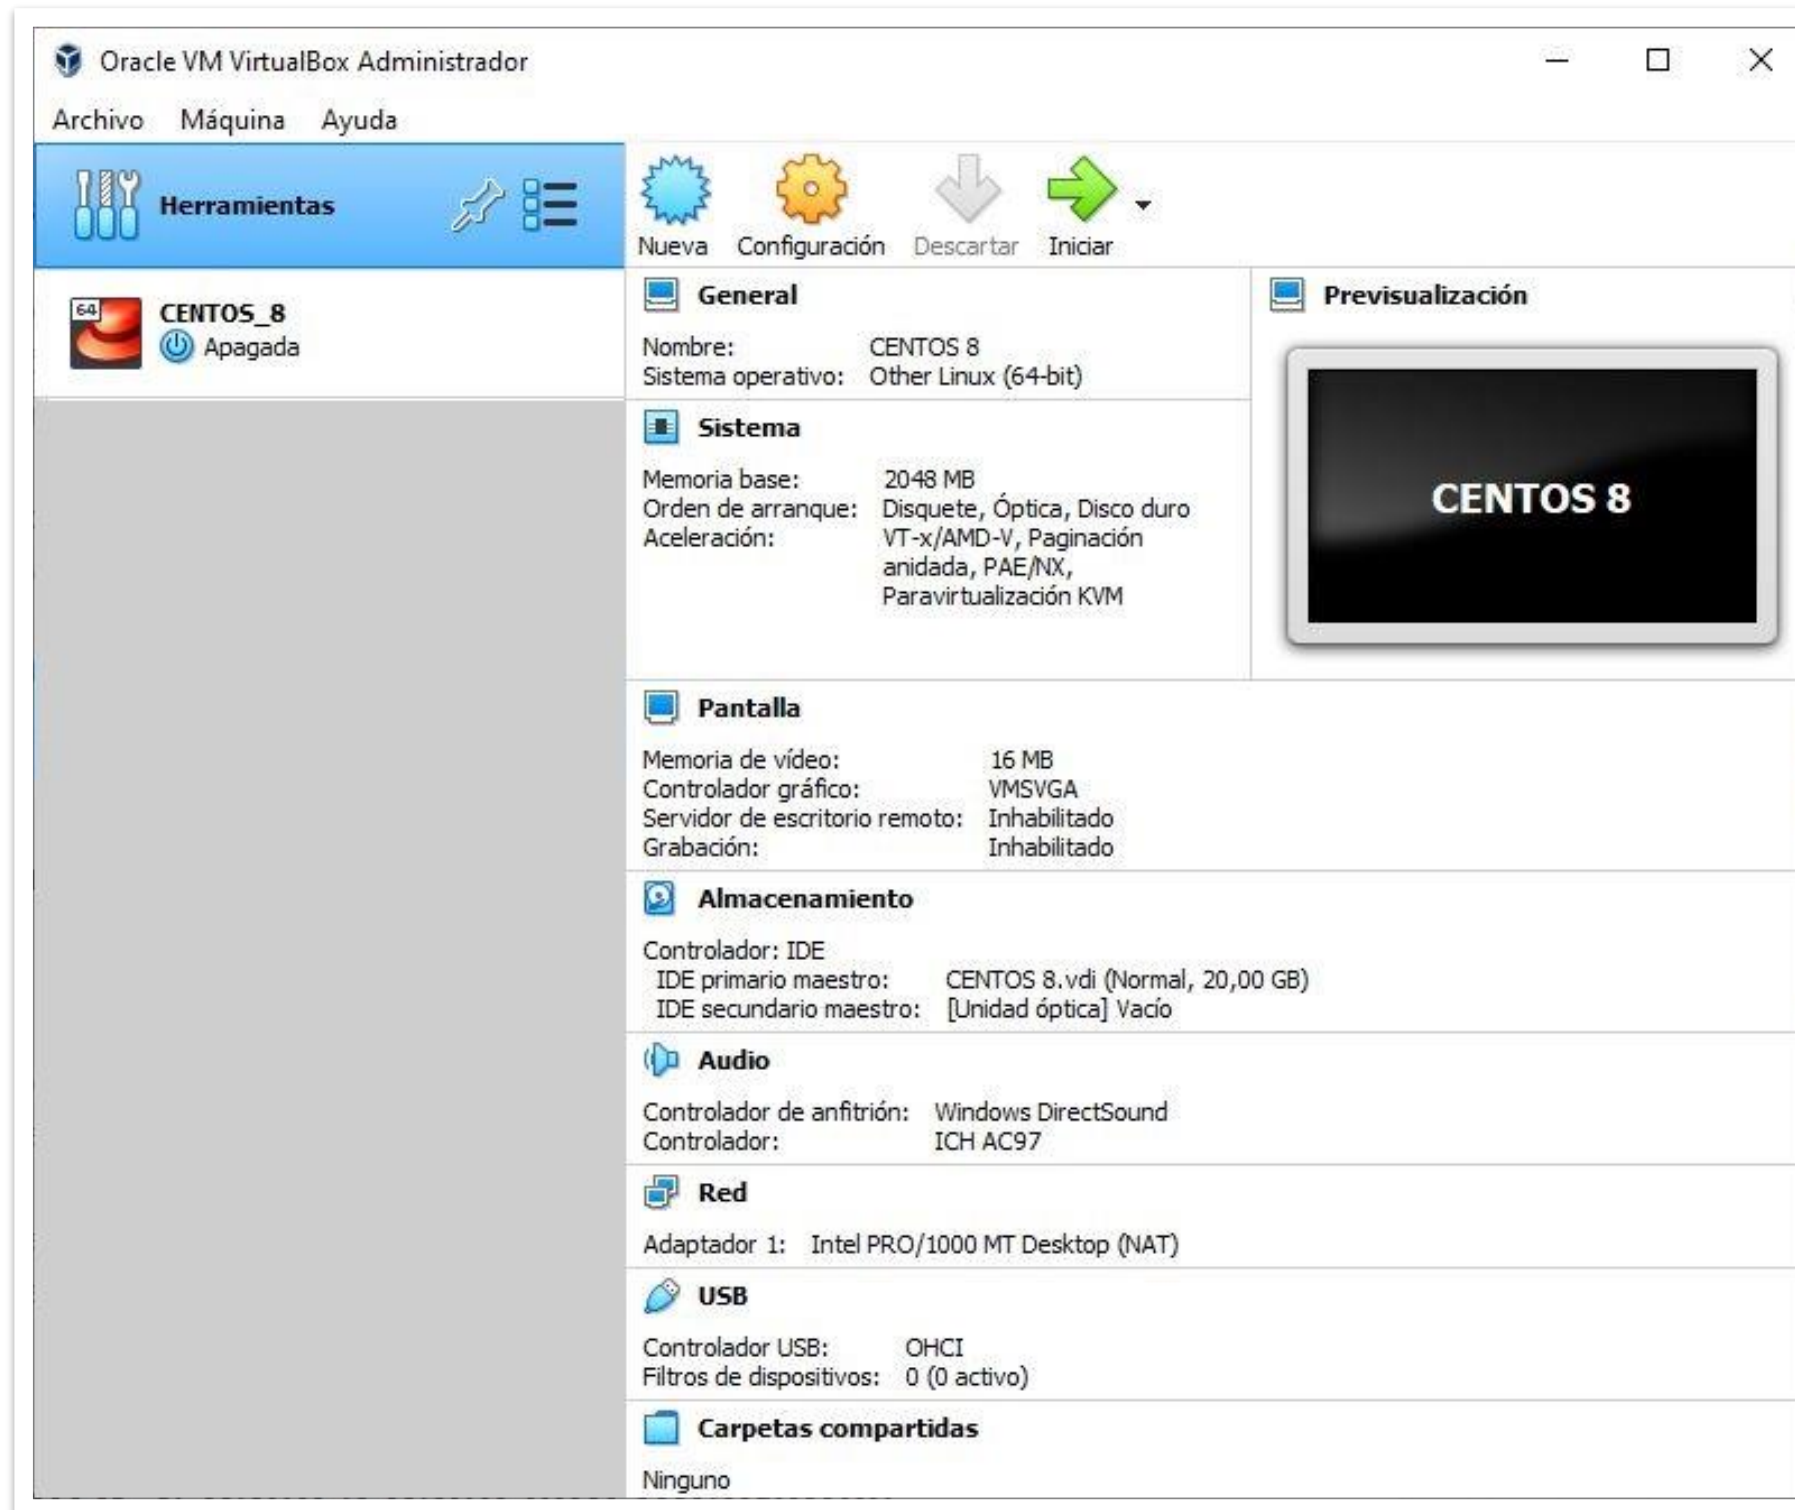 Oracle VM VirtualBox Administrador
Archivo Máquina Ayuda
Herramientas
Nueva Configuración Descartar Iniciar
64
CENTOS_8
Apagada
General
Nombre: CENTOS 8
Sistema operativo: Other Linux (64-bit)
Previsualización
CENTOS 8
Sistema
Memoria base: 2048 MB
Orden de arranque: Disquete, Óptica, Disco duro
Aceleración: VT-x/AMD-V, Paginación
anidada, PAE/NX,
Paravirtualización KVM
Pantalla
Memoria de vídeo: 16 MB
Controlador gráfico: VMSVGA
Servidor de escritorio remoto: Inhabilitado
Grabación: Inhabilitado
Almacenamiento
Controlador: IDE
IDE primario maestro: CENTOS 8.vdi (Normal, 20,00 GB)
IDE secundario maestro: [Unidad óptica] Vacío
Audio
Controlador de anfitrión: Windows DirectSound
Controlador: ICH AC97
Red
Adaptador 1: Intel PRO/1000 MT Desktop (NAT)
USB
Controlador USB: OHCI
Filtros de dispositivos: 0 (0 activo)
Carpetas compartidas
Ninguno